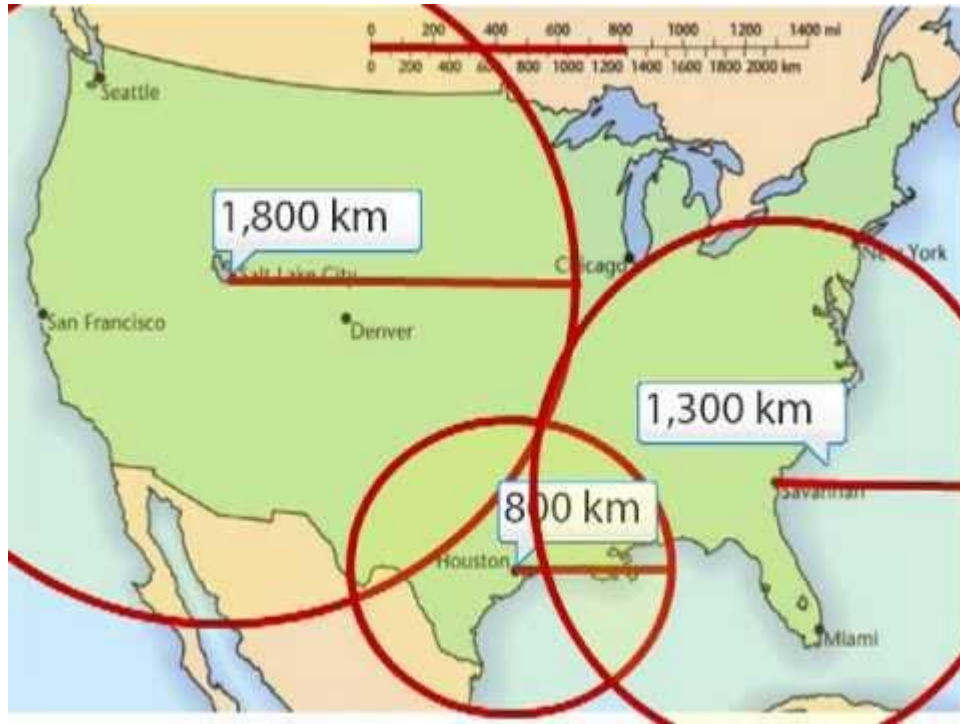 0 200 400 600 800 1000 1200 1400 mi
0 200 400 600 800 1000 1200 1400 1600 1800 2000 km
Seattle
1,800 km
Salt Lake City
Chicago
New York
San Francisco
Denver
1,300 km
Savannah
800 km
Houston
Miami